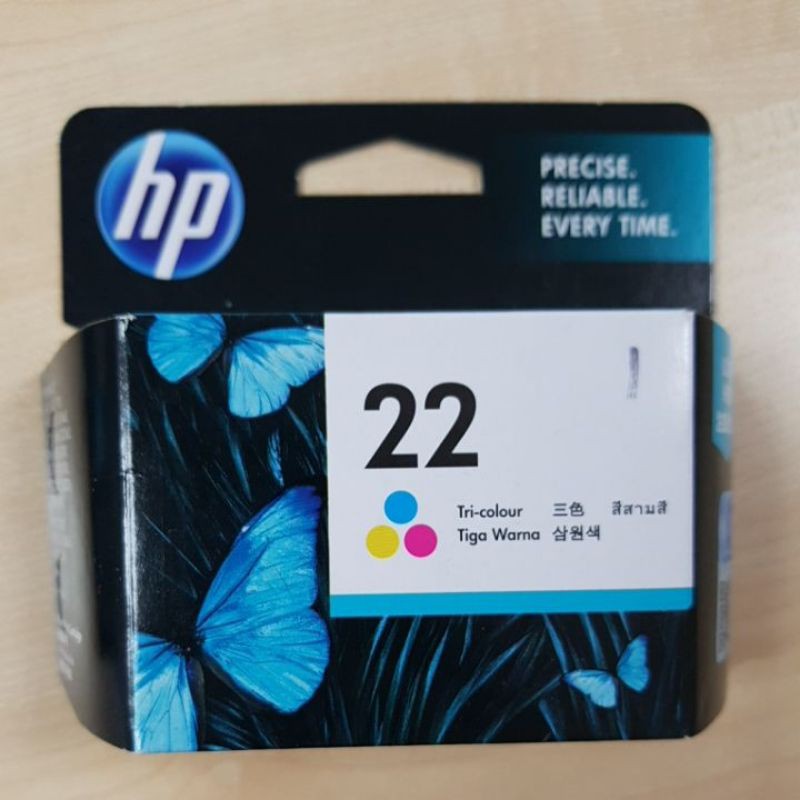 hp
PRECISE.
RELIABLE.
EVERY TIME.
22
Tri-colour 三色 สีสามสี
Tiga Warna 삼원색